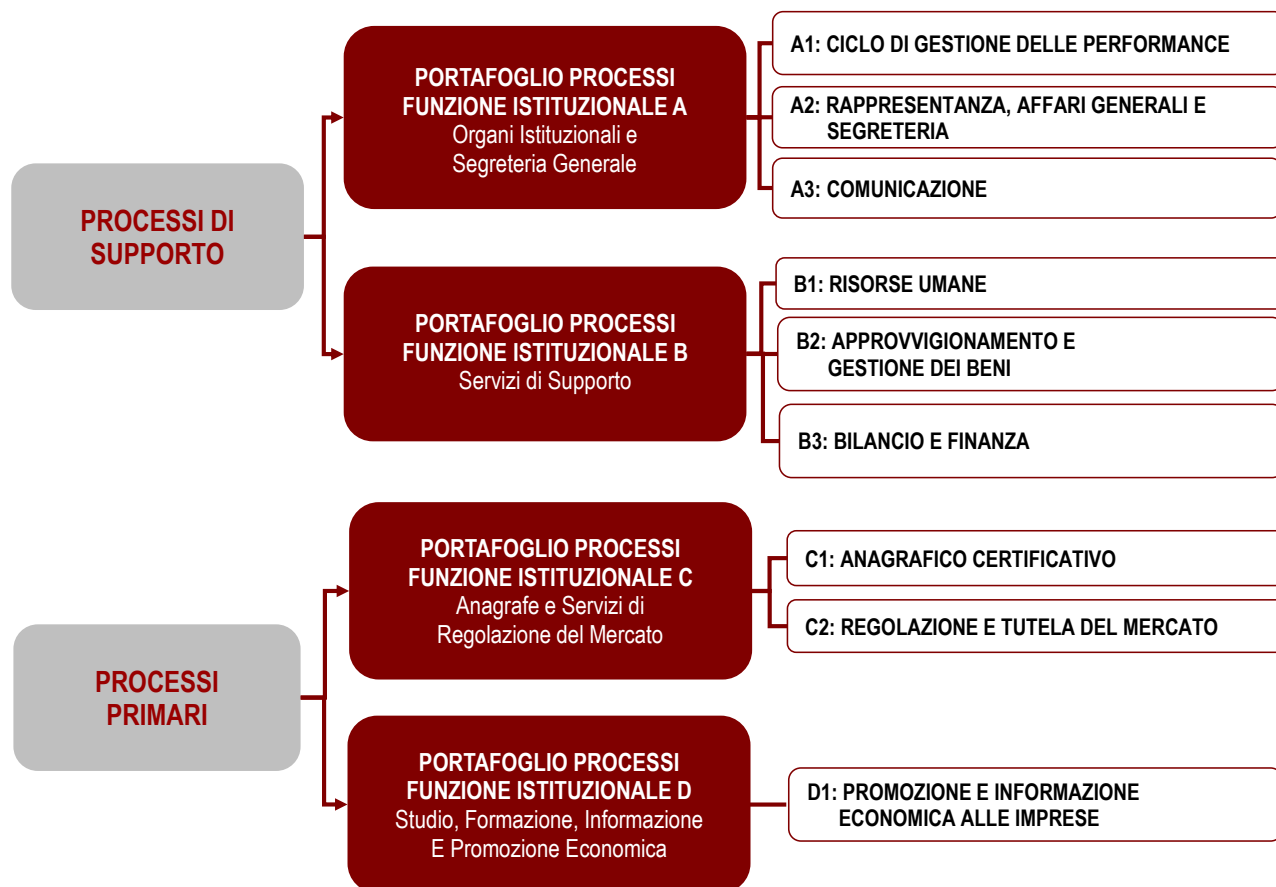 PROCESSI DI
SUPPORTO
PORTAFOGLIO PROCESSI
FUNZIONE ISTITUZIONALE A
Organi Istituzionali e
Segreteria Generale
A1: CICLO DI GESTIONE DELLE PERFORMANCE
A2: RAPPRESENTANZA, AFFARI GENERALI E
SEGRETERIA
A3: COMUNICAZIONE
PORTAFOGLIO PROCESSI
FUNZIONE ISTITUZIONALE B
Servizi di Supporto
B1: RISORSE UMANE
B2: APPROVVIGIONAMENTO E
GESTIONE DEI BENI
B3: BILANCIO E FINANZA
PROCESSI
PRIMARI
PORTAFOGLIO PROCESSI
FUNZIONE ISTITUZIONALE C
Anagrafe e Servizi di
Regolazione del Mercato
C1: ANAGRAFICO CERTIFICATIVO
C2: REGOLAZIONE E TUTELA DEL MERCATO
PORTAFOGLIO PROCESSI
FUNZIONE ISTITUZIONALE D
Studio, Formazione, Informazione
E Promozione Economica
D1: PROMOZIONE E INFORMAZIONE
ECONOMICA ALLE IMPRESE